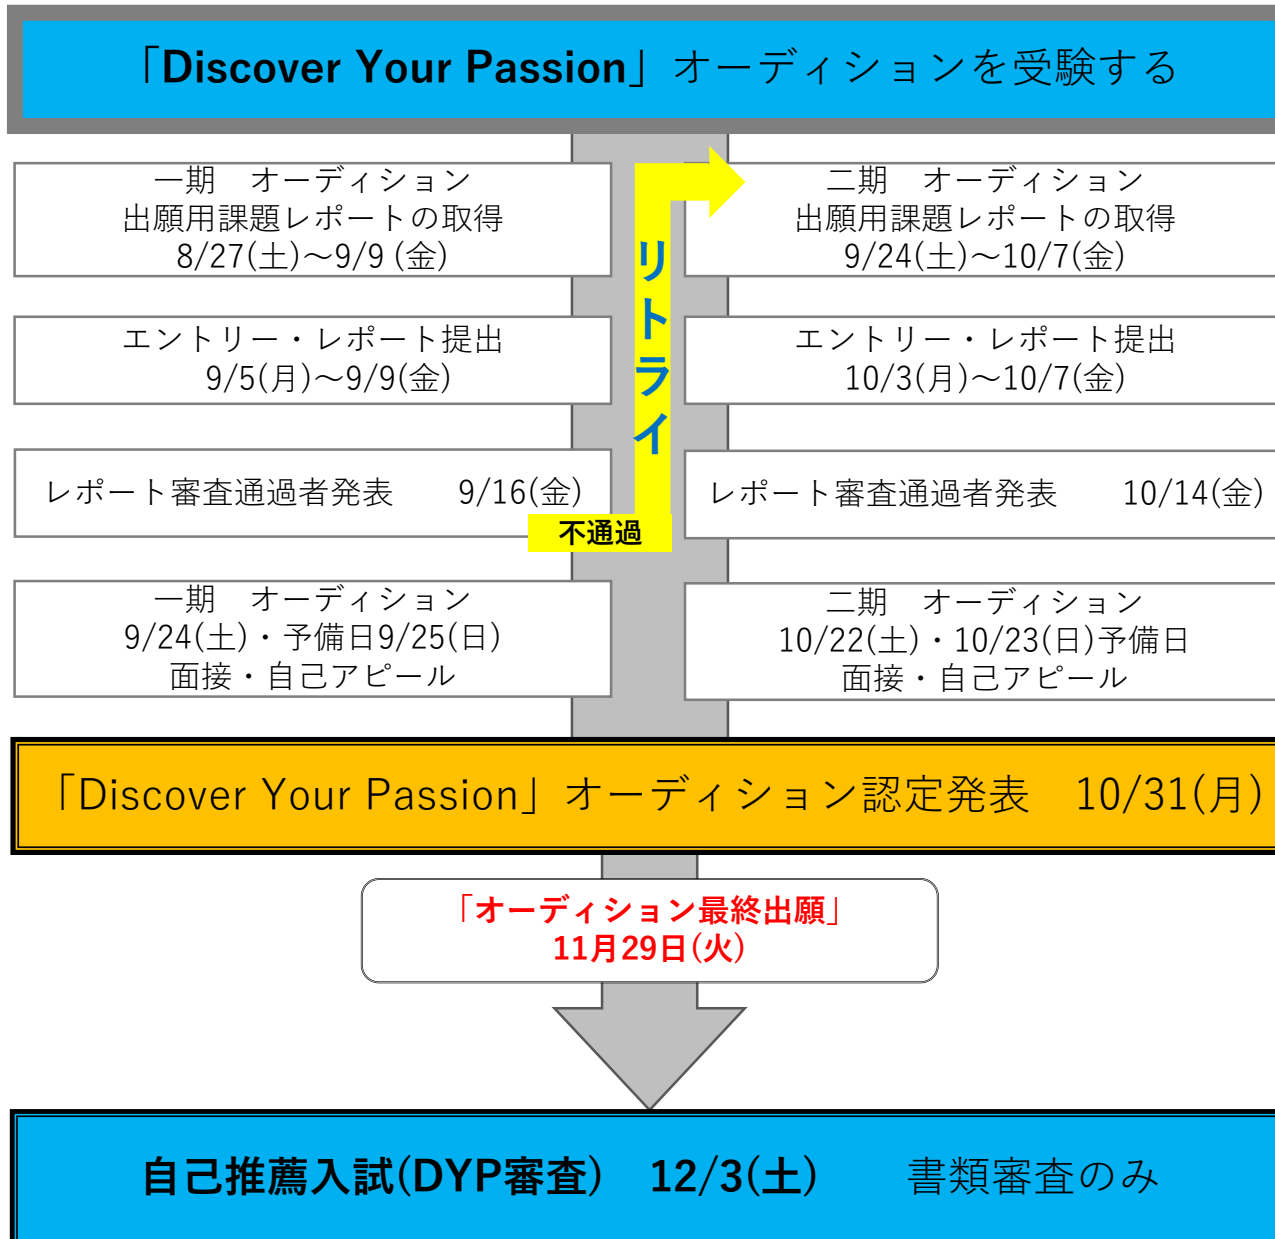 「Discover Your Passion」オーディションを受験する
一期　オーディション
出願用課題レポートの取得
8/27(土)～9/9 (金)
エントリー・レポート提出
9/5(月)～9/9(金)
レポート審査通過者発表　　9/16(金)
不通過
一期　オーディション
9/24(土)・予備日9/25(日)
面接・自己アピール
リトライ
二期　オーディション
出願用課題レポートの取得
9/24(土)～10/7(金)
エントリー・レポート提出
10/3(月)～10/7(金)
レポート審査通過者発表　　10/14(金)
二期　オーディション
10/22(土)・10/23(日)予備日
面接・自己アピール
「Discover Your Passion」オーディション認定発表　10/31(月)
「オーディション最終出願」
11月29日(火)
自己推薦入試(DYP審査)　12/3(土)　　書類審査のみ